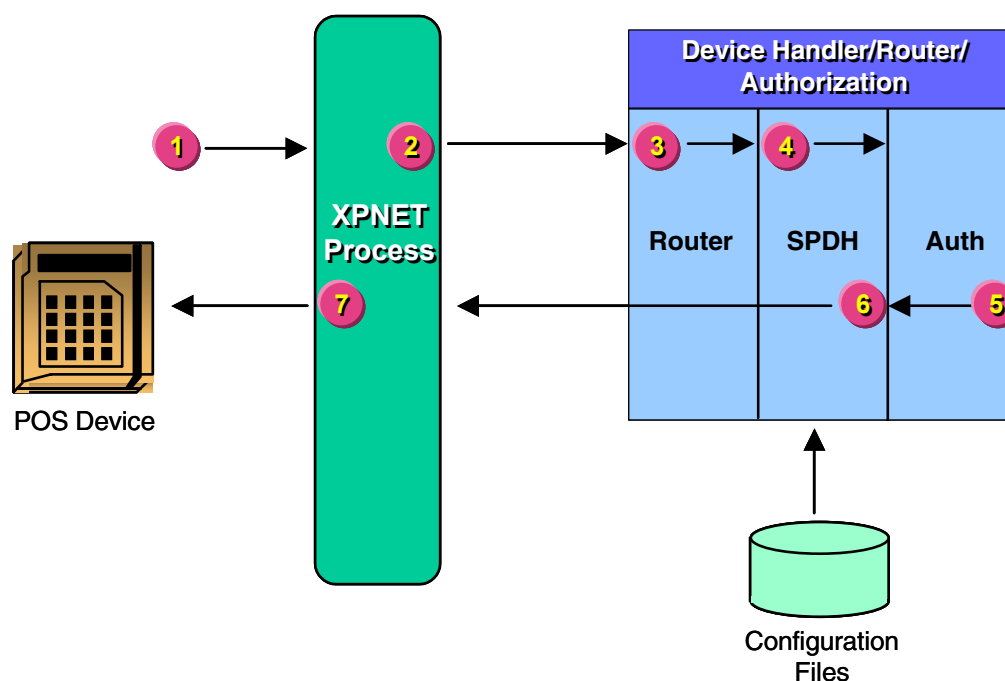 Device Handler/Router/
Authorization
1
2
3
4
XPNET
Process
Router
SPDH
Auth
7
6
5
POS Device
Configuration
Files